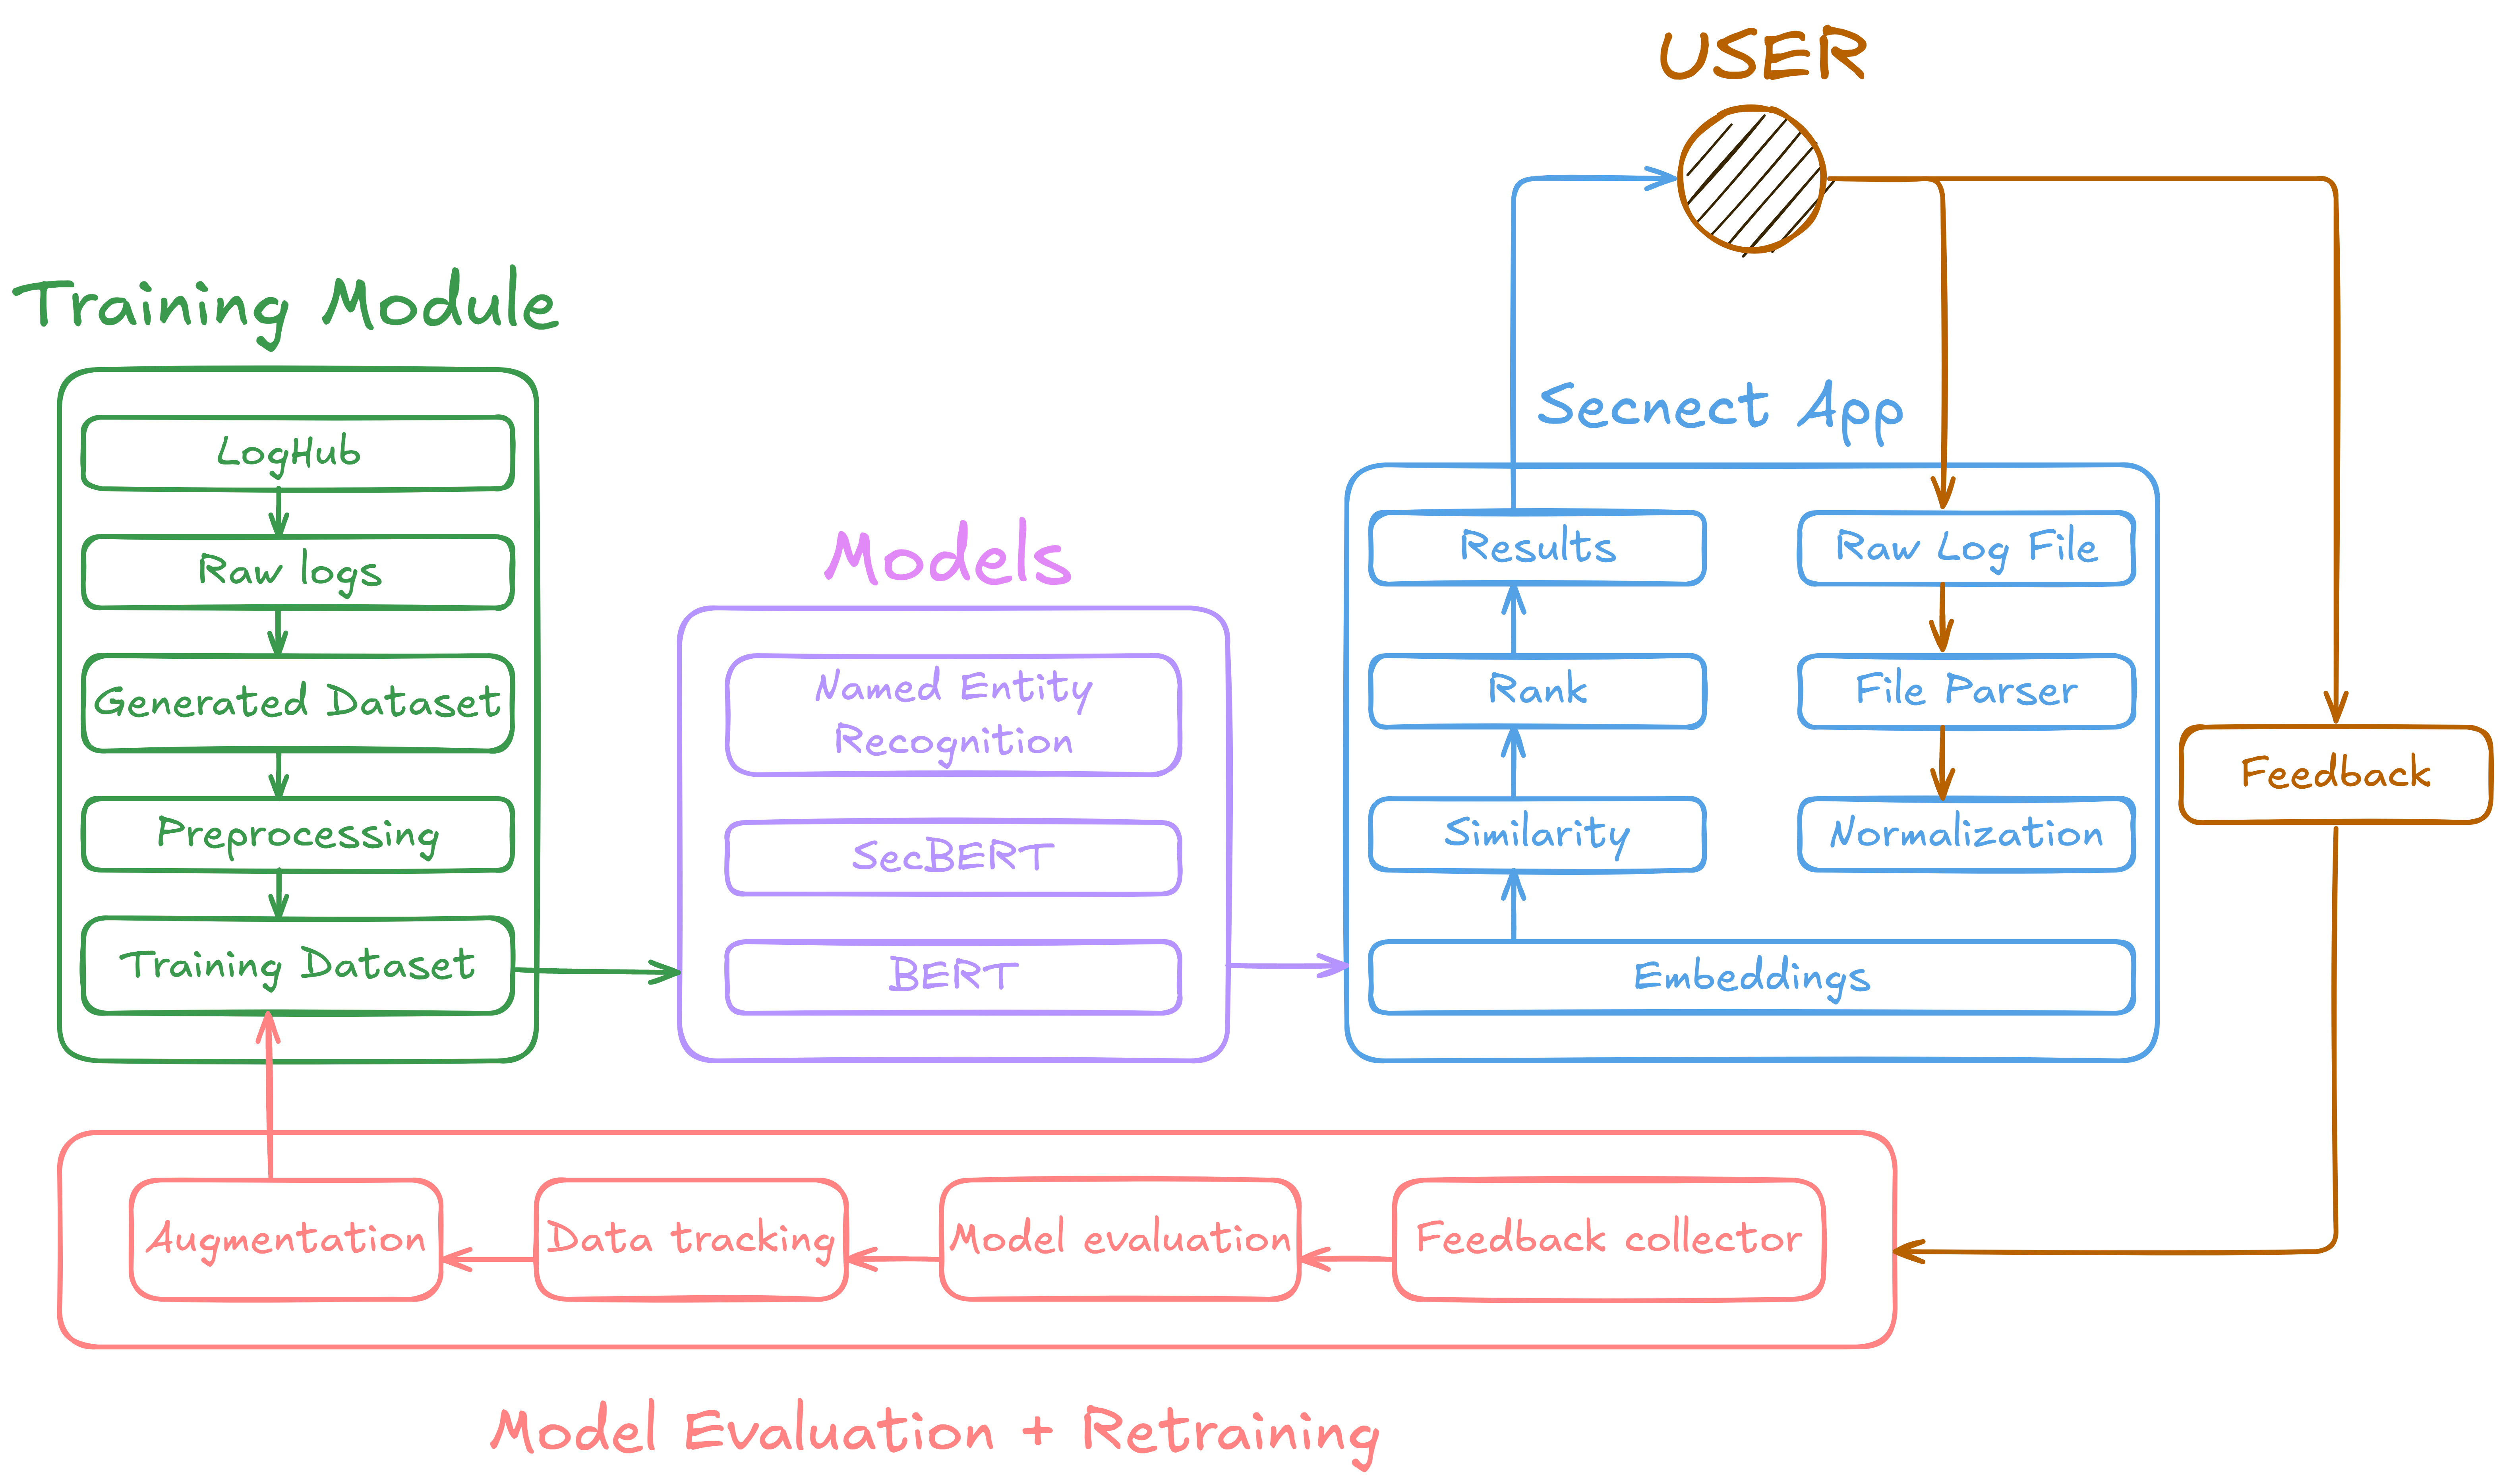 USER
Training Module
LogHub
Raw logs
Generated Dataset
Preprocessing
Training Dataset
Models
Named Entity
Recognition
SecBERT
BERT
Secnect App
Results
Raw Log File
Rank
File Parser
Similarity
Normalization
Embeddings
Feedback
Augmentation
Data tracking
Model evaluation
Feedback collector
Model Evaluation + Retraining